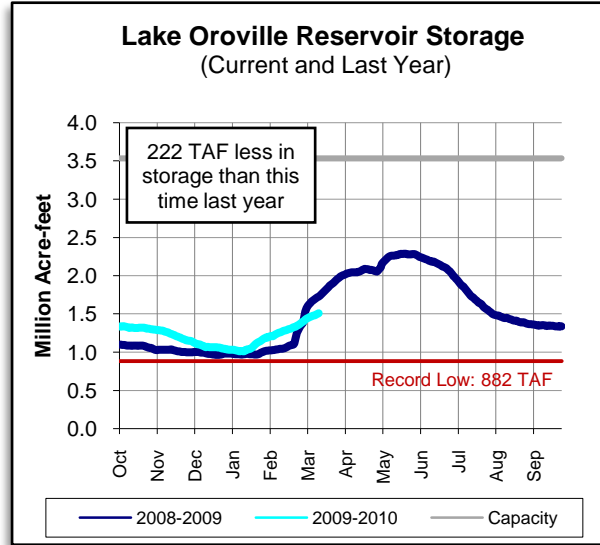 Lake Oroville Reservoir Storage
(Current and Last Year)
4.0
3.5
3.0
2.5
2.0
1.5
1.0
0.5
0.0
Million Acre-feet
222 TAF less in
storage than this
time last year
Record Low: 882 TAF
Oct Nov Dec Jan Feb Mar Apr May Jun Jul Aug Sep
2008-2009 2009-2010 Capacity